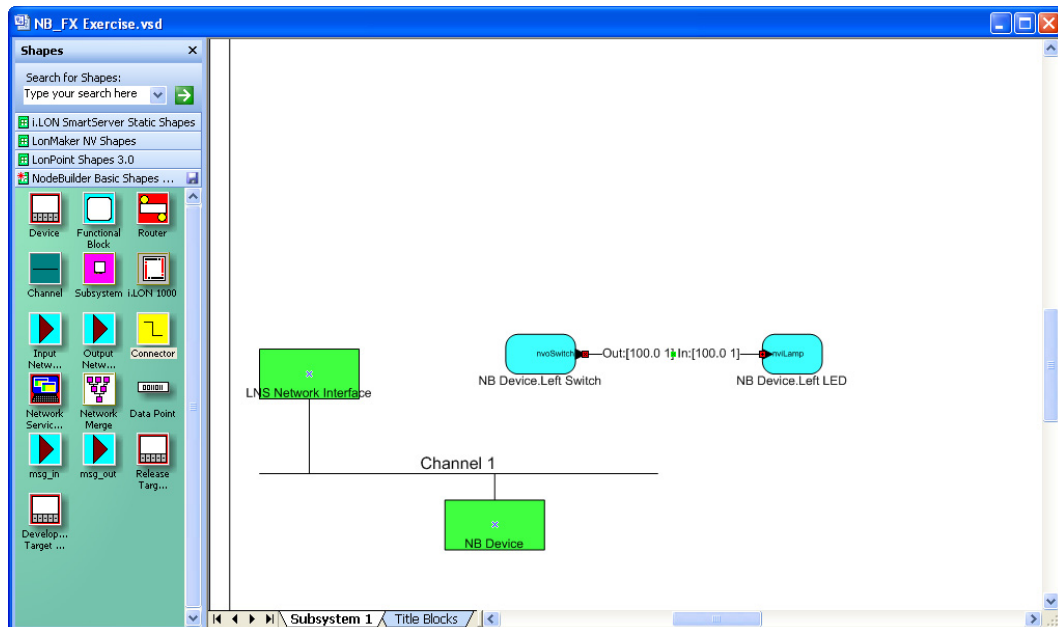 NB_FX Exercise.vsd
Shapes
Search for Shapes:
Type your search here
i.LON SmartServer Static Shapes
LonMaker NV Shapes
LonPoint Shapes 3.0
NodeBuilder Basic Shapes ...
Device
Functional Block
Router
Channel
Subsystem
i.LON 1000
Input Netw...
Output Netw...
Connector
Network Servic...
Network Merge
Data Point
msg_in
msg_out
Release Targ...
Develop... Target ...
nvoSwitch
Out:[100.0 1]
In:[100.0 1]
nviLamp
NB Device.Left Switch
NB Device.Left LED
LNS Network Interface
Channel 1
NB Device
Subsystem 1
Title Blocks